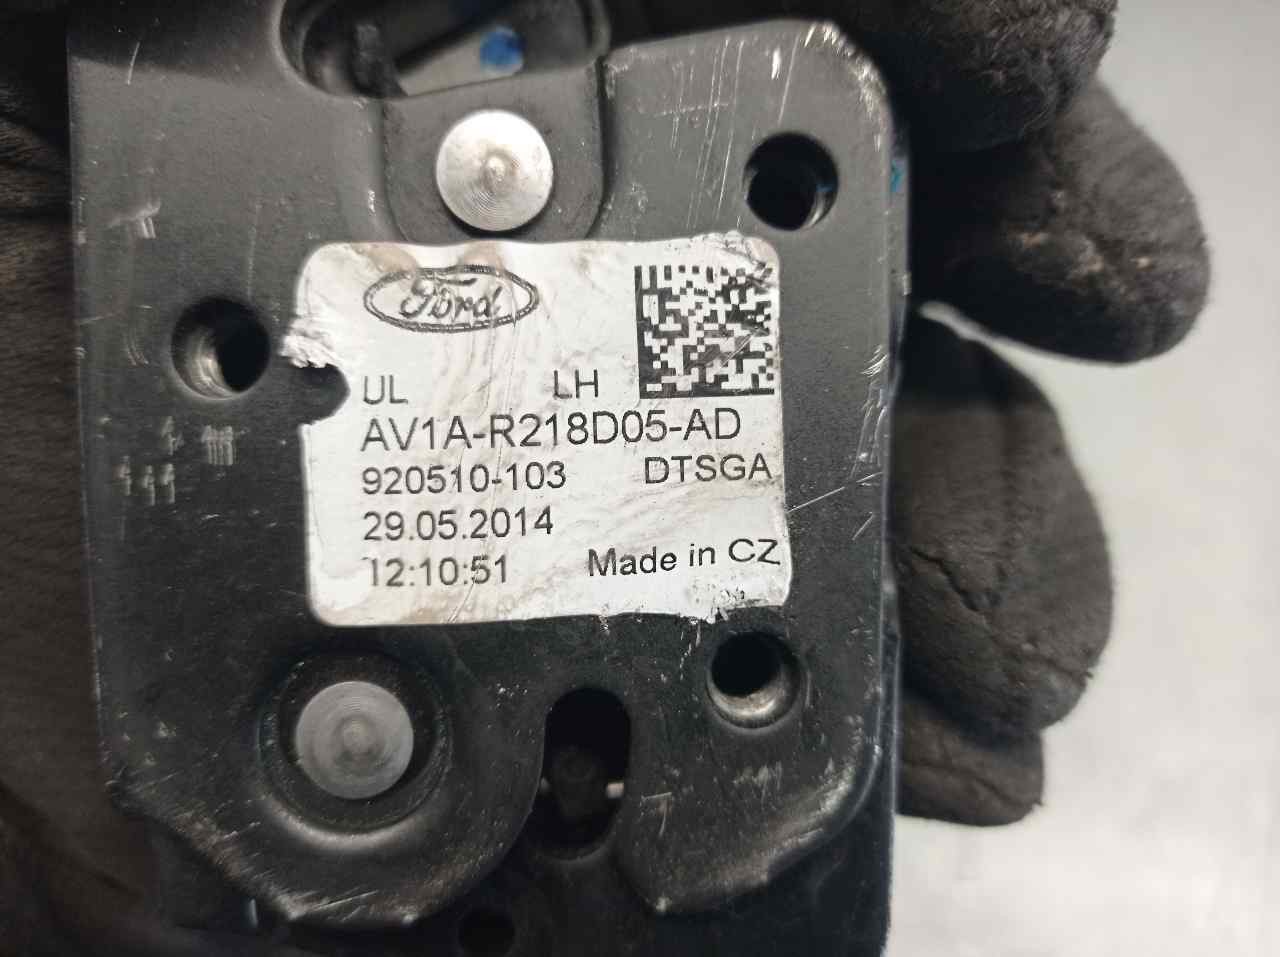 Ford
UL LH
AV1A-R218D05-AD
920510-103 DTSGA
29.05.2014
12:10:51 Made in CZ